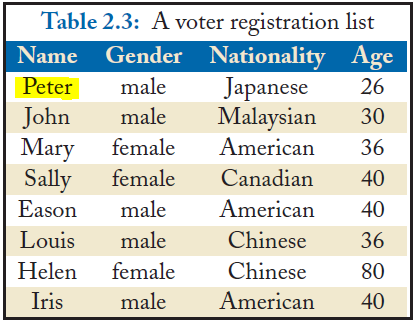 Table 2.3: A voter registration list
Name Gender Nationality Age
Peter male Japanese 26
John male Malaysian 30
Mary female American 36
Sally female Canadian 40
Eason male American 40
Louis male Chinese 36
Helen female Chinese 80
Iris male American 40